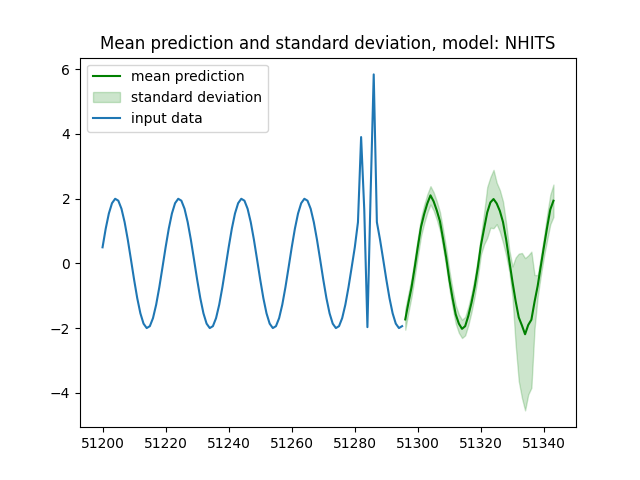 Mean prediction and standard deviation, model: NHITS
mean prediction
standard deviation
input data
6
4
2
0
−2
−4
51200 51220 51240 51260 51280 51300 51320 51340